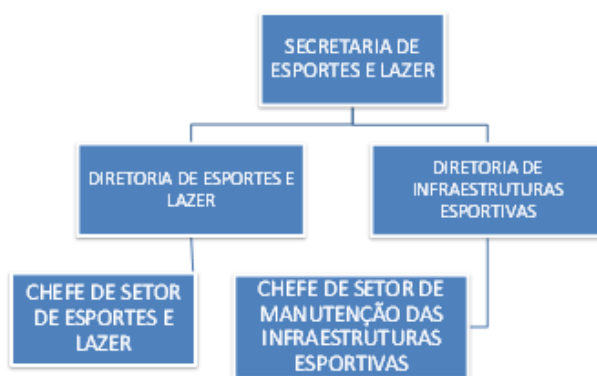 SECRETARIA DE
ESPORTES E LAZER
DIRETORIA DE ESPORTES E
LAZER
DIRETORIA DE
INFRAESTRUTURAS
ESPORTIVAS
CHEFE DE SETOR
DE ESPORTES E
LAZER
CHEFE DE SETOR DE
MANUTENÇÃO DAS
INFRAESTRUTURAS
ESPORTIVAS